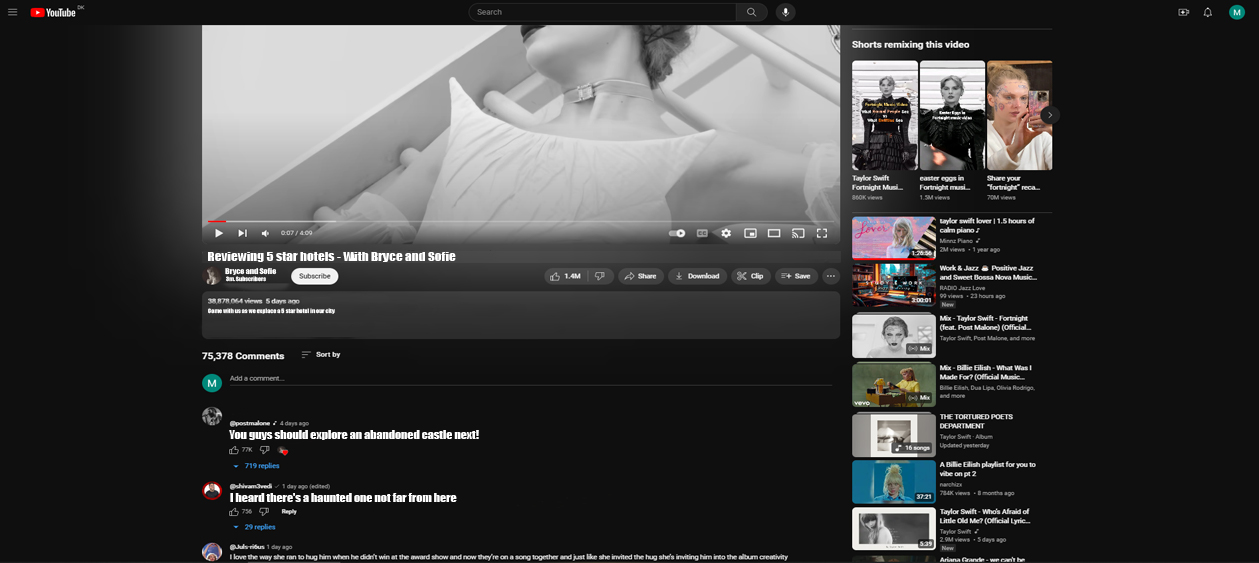 YouTube DK
Search
M
0:07 / 4:09
Reviewing 5 star hotels - With Bryce and Sofie
Bryce and Sofie
3m. Subscribers
Subscribe
1.4M
Share
Download
Clip
Save
38,878,064 views 5 days ago
Come with us as we explore a 5 star hotel in our city
75,378 Comments
Sort by
M
Add a comment...
@postmalone 4 days ago
You guys should explore an abandoned castle next!
77K
719 replies
@shivam3vedi 1 day ago (edited)
I heard there's a haunted one not far from here
756
Reply
29 replies
@Juls-ri6us 1 day ago
I love the way she ran to hug him when he didn't win at the award show and now they're on a song together and just like she invited the hug she's inviting him into the album creativity
Shorts remixing this video
Taylor Swift
Fortnight Musi...
860K views
easter eggs in
Fortnight musi...
1.5M views
Share your
"fortnight" reca...
70M views
Lover
1:26:56
taylor swift lover | 1.5 hours of
calm piano
Minnz Piano
2M views • 1 year ago
STUDY & WORK
3:00:01
Work & Jazz ☕ Positive Jazz
and Sweet Bossa Nova Music...
RADIO Jazz Love
99 views • 23 hours ago
New
Mix
Mix - Taylor Swift - Fortnight
(feat. Post Malone) (Official...
Taylor Swift, Post Malone, and more
vevo
Mix
Mix - Billie Eilish - What Was I
Made For? (Official Music...
Billie Eilish, Dua Lipa, Olivia Rodrigo,
and more
16 songs
THE TORTURED POETS
DEPARTMENT
Taylor Swift · Album
Updated yesterday
37:21
A Billie Eilish playlist for you to
vibe on pt 2
narchizx
784K views • 8 months ago
5:39
Taylor Swift - Who's Afraid of
Little Old Me? (Official Lyric...
Taylor Swift
2.9M views • 5 days ago
New
Ariana Grande - we can't be